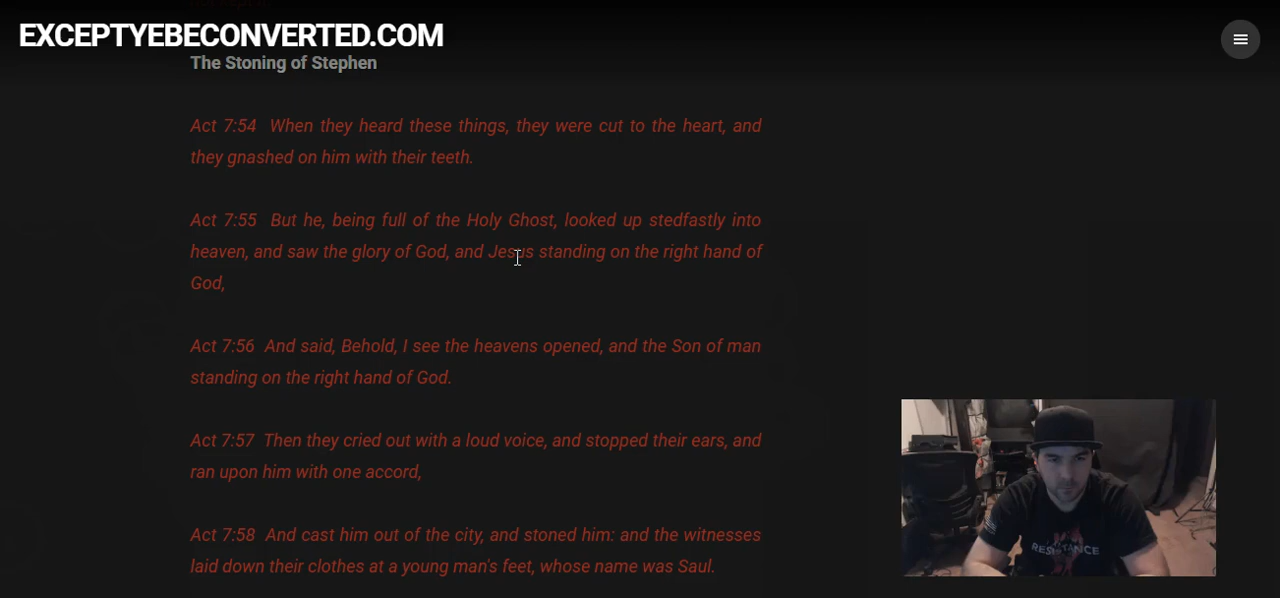 EXCEPTYEBECONVERTED.COM
The Stoning of Stephen
Act 7:54 When they heard these things, they were cut to the heart, and
they gnashed on him with their teeth.
Act 7:55 But he, being full of the Holy Ghost, looked up stedfastly into
heaven, and saw the glory of God, and Jesus standing on the right hand of
God,
Act 7:56 And said, Behold, I see the heavens opened, and the Son of man
standing on the right hand of God.
Act 7:57 Then they cried out with a loud voice, and stopped their ears, and
ran upon him with one accord,
Act 7:58 And cast him out of the city, and stoned him: and the witnesses
laid down their clothes at a young man's feet, whose name was Saul.